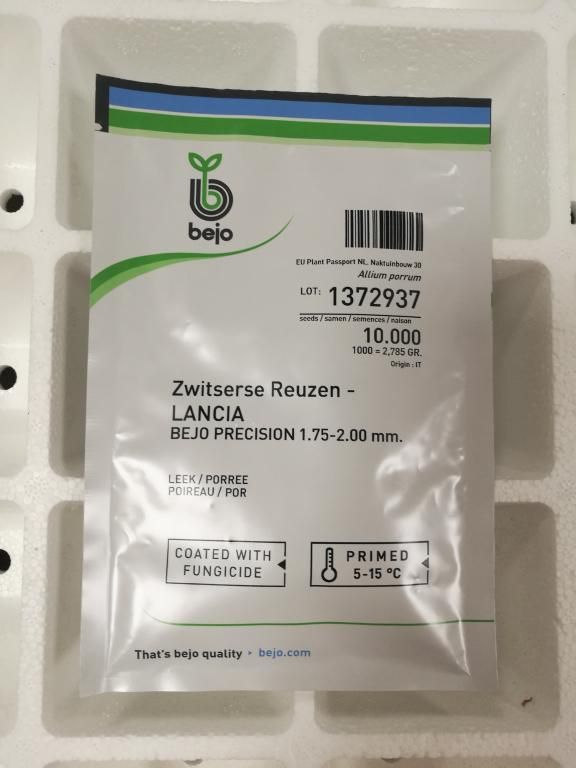 bejo
EU Plant Passport NL. Naktuinbouw 30
Allium porrum
LOT: 1372937
seeds / samen / semences / naison
10.000
1000 = 2,785 GR.
Origin : IT
Zwitserse Reuzen -
LANCIA
BEJO PRECISION 1.75-2.00 mm.
LEEK / PORREE
POIREAU / POR
COATED WITH
FUNGICIDE
PRIMED
5-15 ºC
That's bejo quality ▸ bejo.com